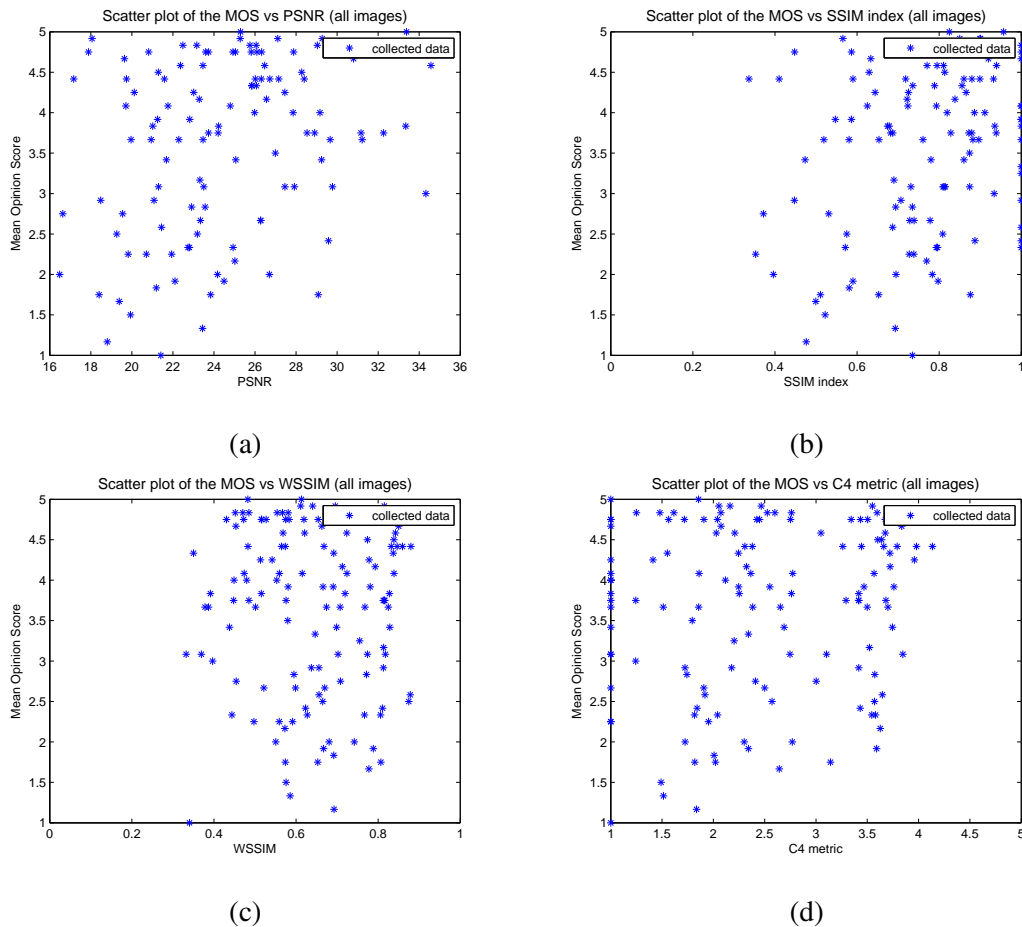 Scatter plot of the MOS vs PSNR (all images)
5
4.5
4
3.5
3
2.5
2
1.5
1
Mean Opinion Score
collected data
16 18 20 22 24 26 28 30 32 34 36
PSNR
(a)
Scatter plot of the MOS vs SSIM index (all images)
5
4.5
4
3.5
3
2.5
2
1.5
1
Mean Opinion Score
collected data
0 0.2 0.4 0.6 0.8 1
SSIM index
(b)
Scatter plot of the MOS vs WSSIM (all images)
5
4.5
4
3.5
3
2.5
2
1.5
1
Mean Opinion Score
collected data
0 0.2 0.4 0.6 0.8 1
WSSIM
(c)
Scatter plot of the MOS vs C4 metric (all images)
5
4.5
4
3.5
3
2.5
2
1.5
1
Mean Opinion Score
collected data
1 1.5 2 2.5 3 3.5 4 4.5 5
C4 metric
(d)